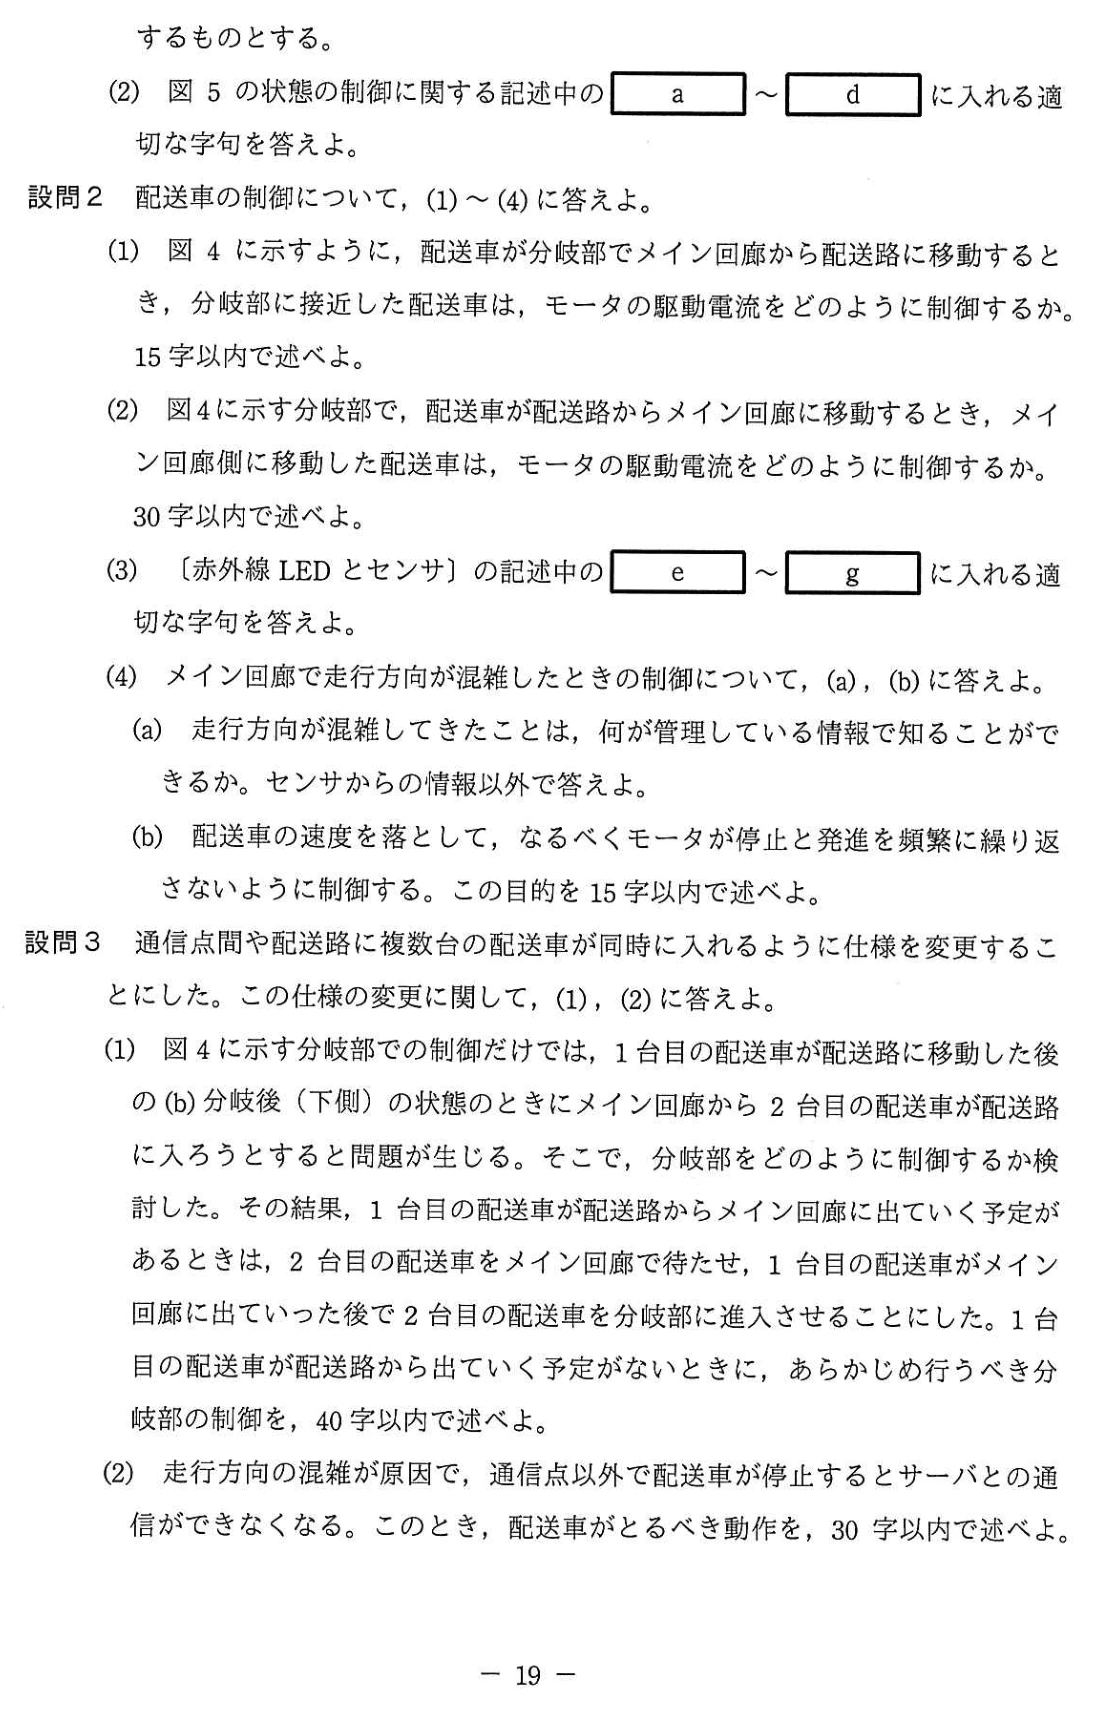 するものとする。
(2) 図 5 の状態の制御に関する記述中の a ～ d に入れる適
切な字句を答えよ。
設問2 配送車の制御について，(1)～(4)に答えよ。
(1) 図 4 に示すように，配送車が分岐部でメイン回廊から配送路に移動すると
き，分岐部に接近した配送車は，モータの駆動電流をどのように制御するか。
15 字以内で述べよ。
(2) 図4に示す分岐部で，配送車が配送路からメイン回廊に移動するとき，メイ
ン回廊側に移動した配送車は，モータの駆動電流をどのように制御するか。
30 字以内で述べよ。
(3) 〔赤外線 LED とセンサ〕の記述中の e ～ g に入れる適
切な字句を答えよ。
(4) メイン回廊で走行方向が混雑したときの制御について，(a)，(b)に答えよ。
(a) 走行方向が混雑してきたことは，何が管理している情報で知ることがで
きるか。センサからの情報以外で答えよ。
(b) 配送車の速度を落として，なるべくモータが停止と発進を頻繁に繰り返
さないように制御する。この目的を 15 字以内で述べよ。
設問3 通信点間や配送路に複数台の配送車が同時に入れるように仕様を変更するこ
とにした。この仕様の変更に関して，(1)，(2)に答えよ。
(1) 図 4 に示す分岐部での制御だけでは，1 台目の配送車が配送路に移動した後
の (b) 分岐後（下側）の状態のときにメイン回廊から 2 台目の配送車が配送路
に入ろうとすると問題が生じる。そこで，分岐部をどのように制御するか検
討した。その結果，1 台目の配送車が配送路からメイン回廊に出ていく予定が
あるときは，2 台目の配送車をメイン回廊で待たせ，1 台目の配送車がメイン
回廊に出ていった後で 2 台目の配送車を分岐部に進入させることにした。1 台
目の配送車が配送路から出ていく予定がないときに，あらかじめ行うべき分
岐部の制御を，40 字以内で述べよ。
(2) 走行方向の混雑が原因で，通信点以外で配送車が停止するとサーバとの通
信ができなくなる。このとき，配送車がとるべき動作を，30 字以内で述べよ。
－ 19 －